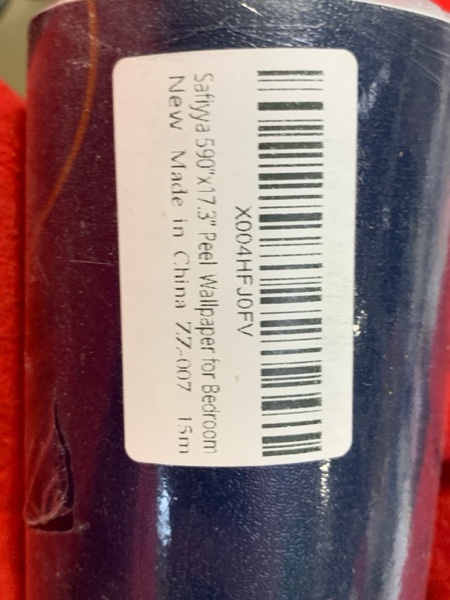 X004HFJ0FV
Safiyya 590"x17.3" Peel Wallpaper for Bedroom
New Made in China ZZ-007 15m